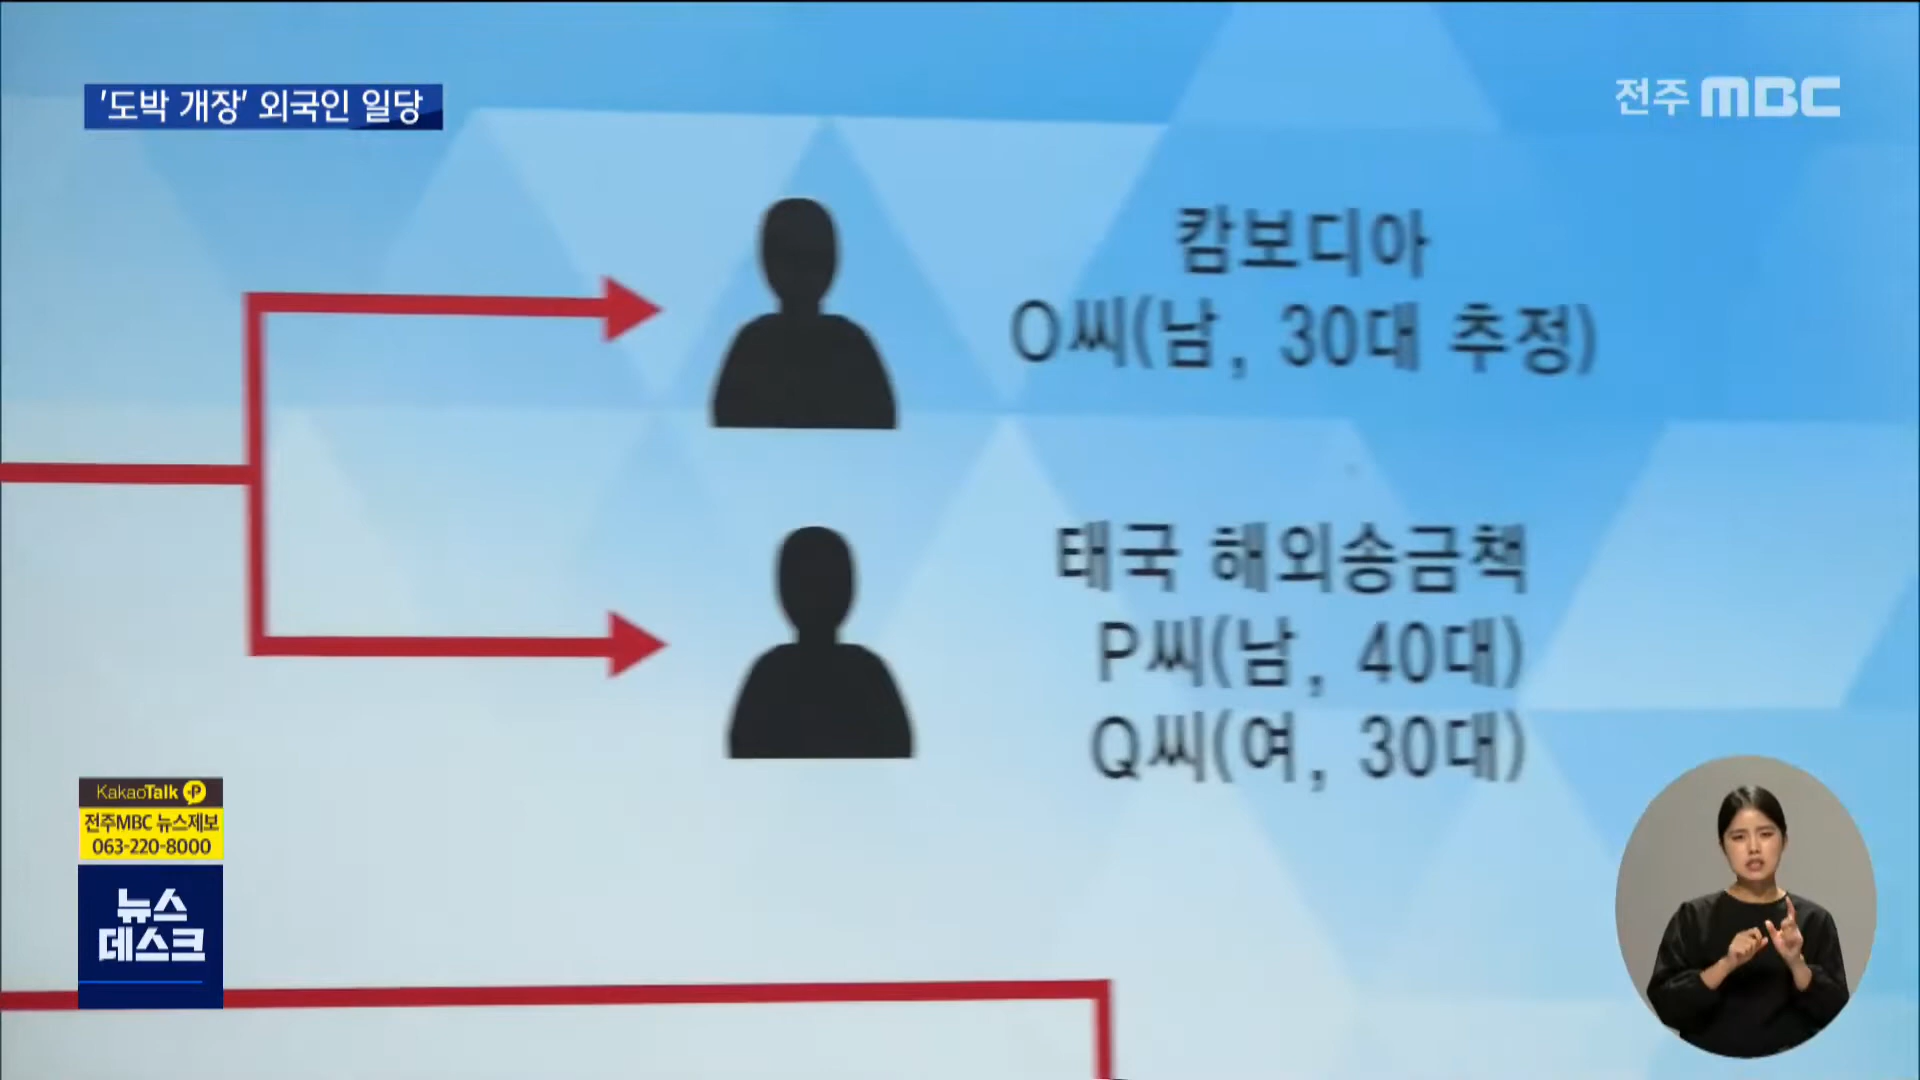 '도박 개장' 외국인 일당
전주 MBC
캄보디아
O씨(남, 30대 추정)
태국 해외송금책
P씨(남, 40대)
Q씨(여, 30대)
KakaoTalk P
전주MBC 뉴스제보
063-220-8000
뉴스
데스크